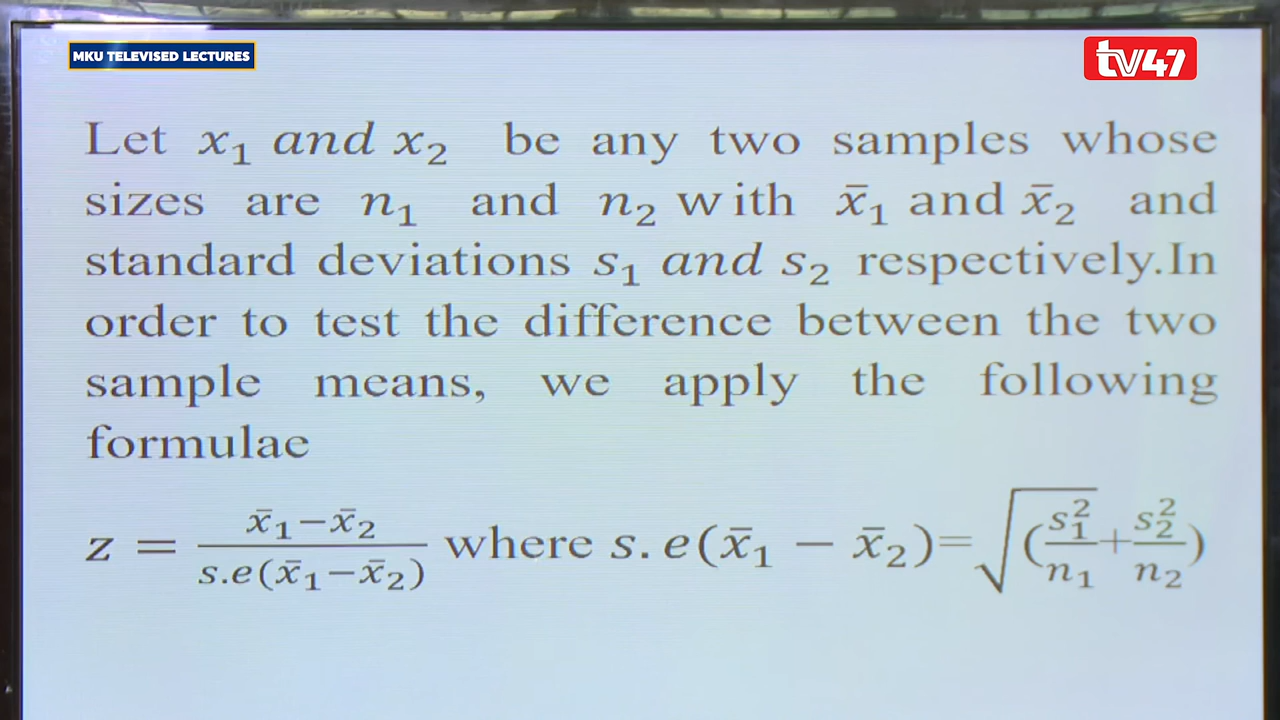 MKU TELEVISED LECTURES
tv47
Let x₁ and x₂ be any two samples whose
sizes are n₁ and n₂ with x̄₁ and x̄₂ and
standard deviations s₁ and s₂ respectively.In
order to test the difference between the two
sample means, we apply the following
formulae
z = (x̄₁−x̄₂)/(s.e(x̄₁−x̄₂)) where s.e(x̄₁ − x̄₂)=√(s₁²/n₁+s₂²/n₂)